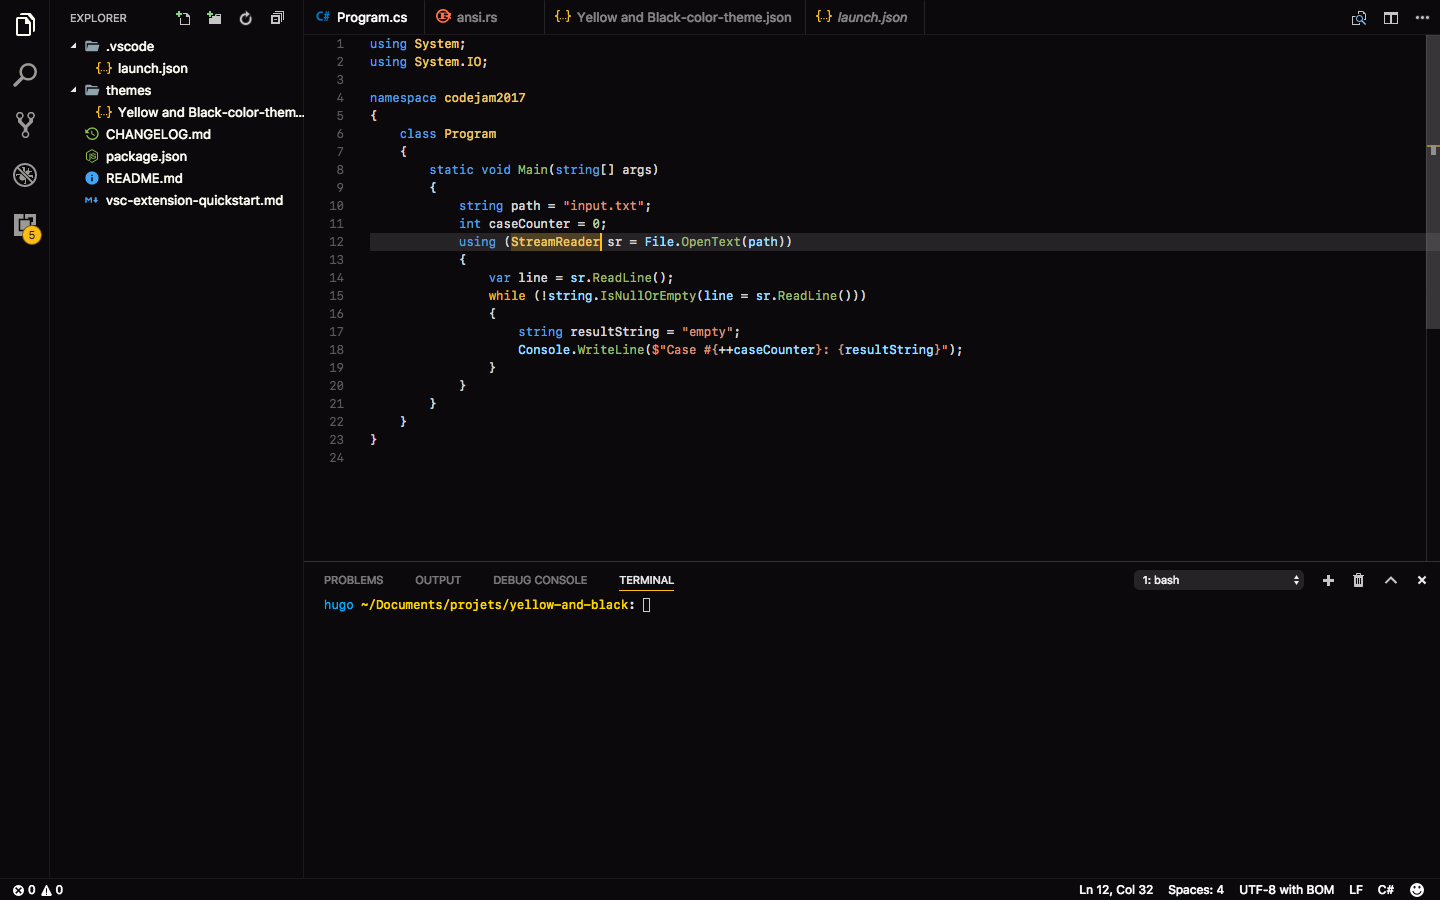 EXPLORER
.vscode
{..} launch.json
themes
{..} Yellow and Black-color-them...
CHANGELOG.md
JS package.json
i README.md
M↓ vsc-extension-quickstart.md
5
C# Program.cs
ansi.rs
{..} Yellow and Black-color-theme.json
{..} launch.json
1 using System;
2 using System.IO;
3
4 namespace codejam2017
5 {
6     class Program
7     {
8         static void Main(string[] args)
9         {
10             string path = "input.txt";
11             int caseCounter = 0;
12             using (StreamReader sr = File.OpenText(path))
13             {
14                 var line = sr.ReadLine();
15                 while (!string.IsNullOrEmpty(line = sr.ReadLine()))
16                 {
17                     string resultString = "empty";
18                     Console.WriteLine($"Case #{++caseCounter}: {resultString}");
19                 }
20             }
21         }
22     }
23 }
24
PROBLEMS OUTPUT DEBUG CONSOLE TERMINAL 1: bash
hugo ~/Documents/projets/yellow-and-black:
0 0 Ln 12, Col 32 Spaces: 4 UTF-8 with BOM LF C#